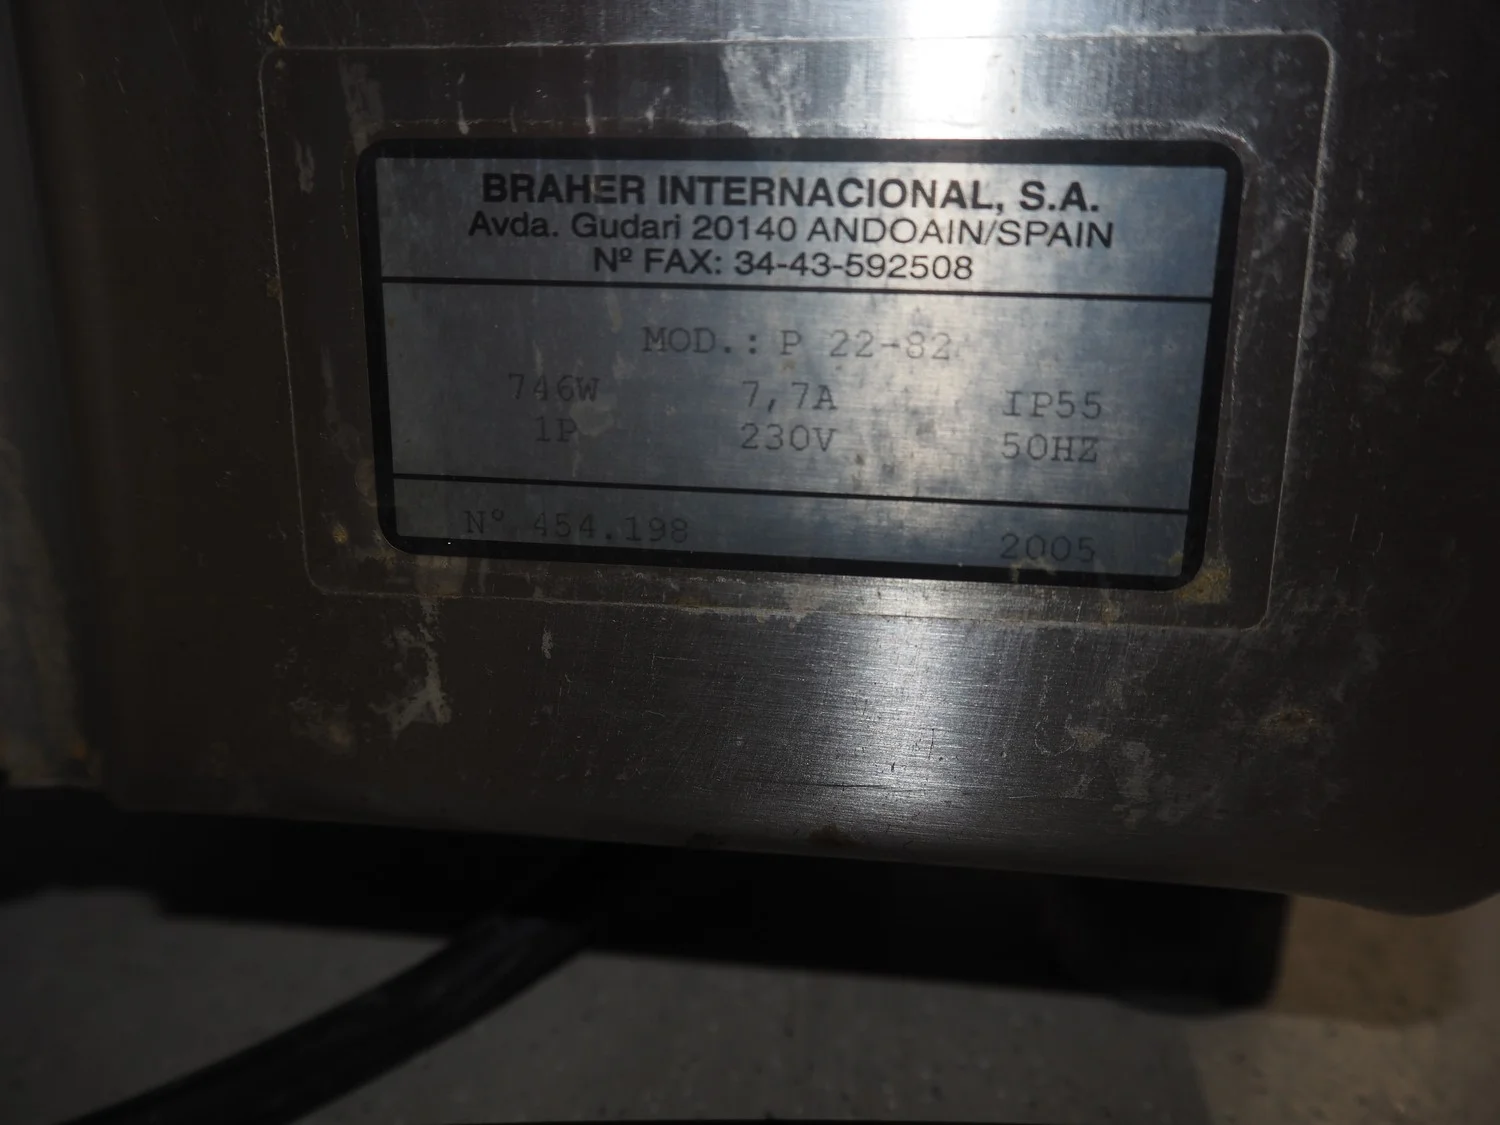 BRAHER INTERNACIONAL, S.A.
Avda. Gudari 20140 ANDOAIN/SPAIN
Nº FAX: 34-43-592508
MOD.: P 22-82
746W 7,7A IP55
1P 230V 50HZ
N° 454.198 2005